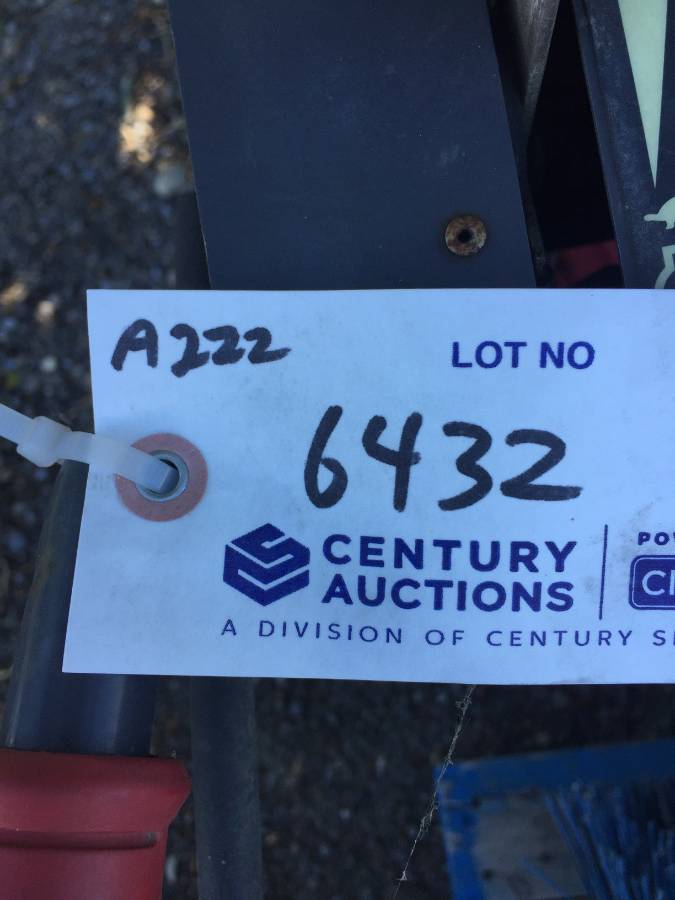 A222
LOT NO
6432
CENTURY
AUCTIONS
A DIVISION OF CENTURY